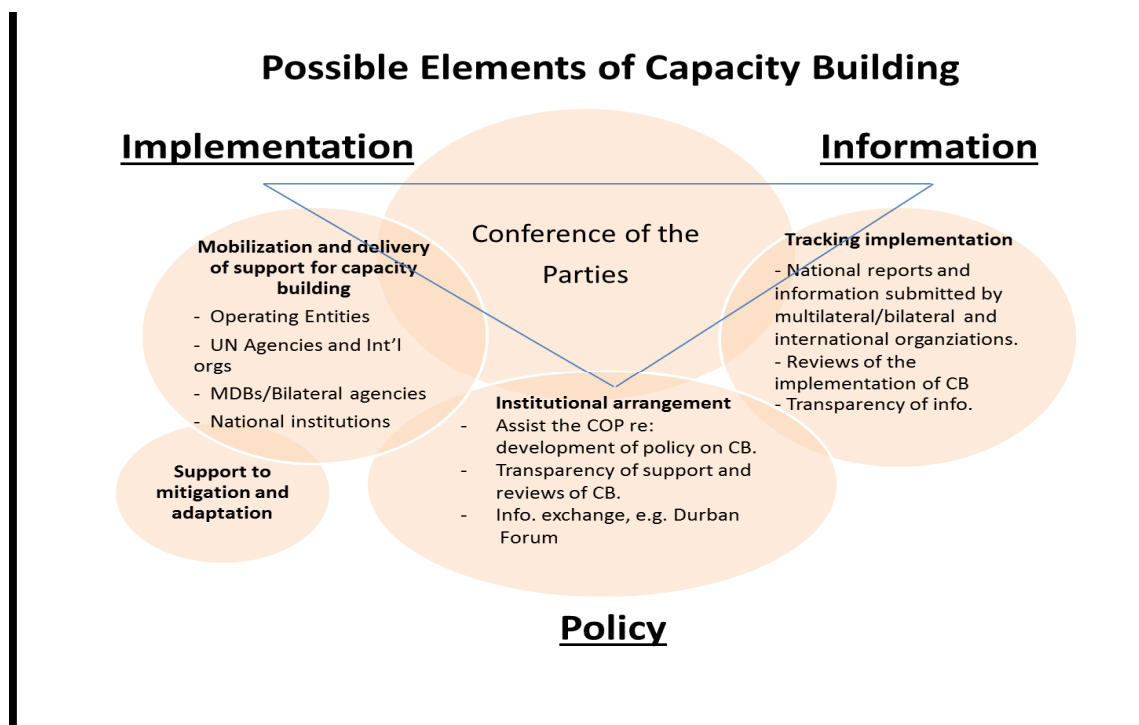 Possible Elements of Capacity Building
Implementation
Information
Conference of the
Parties
Mobilization and delivery
of support for capacity
building
- Operating Entities
- UN Agencies and Int'l
orgs
- MDBs/Bilateral agencies
- National institutions
Tracking implementation
- National reports and
information submitted by
multilateral/bilateral and
international organziations.
- Reviews of the
implementation of CB
- Transparency of info.
Institutional arrangement
- Assist the COP re:
development of policy on CB.
- Transparency of support and
reviews of CB.
- Info. exchange, e.g. Durban
Forum
Support to
mitigation and
adaptation
Policy